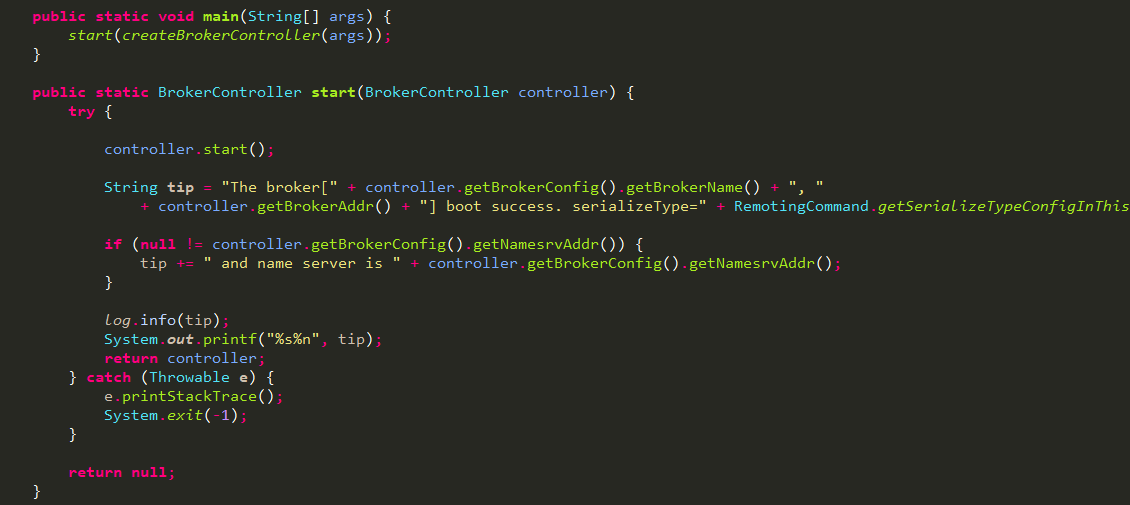 public static void main(String[] args) {
start(createBrokerController(args));
}
public static BrokerController start(BrokerController controller) {
try {
controller.start();
String tip = "The broker[" + controller.getBrokerConfig().getBrokerName() + ", "
+ controller.getBrokerAddr() + "] boot success. serializeType=" + RemotingCommand.getSerializeTypeConfigInThis
if (null != controller.getBrokerConfig().getNamesrvAddr()) {
tip += " and name server is " + controller.getBrokerConfig().getNamesrvAddr();
}
log.info(tip);
System.out.printf("%s%n", tip);
return controller;
} catch (Throwable e) {
e.printStackTrace();
System.exit(-1);
}
return null;
}